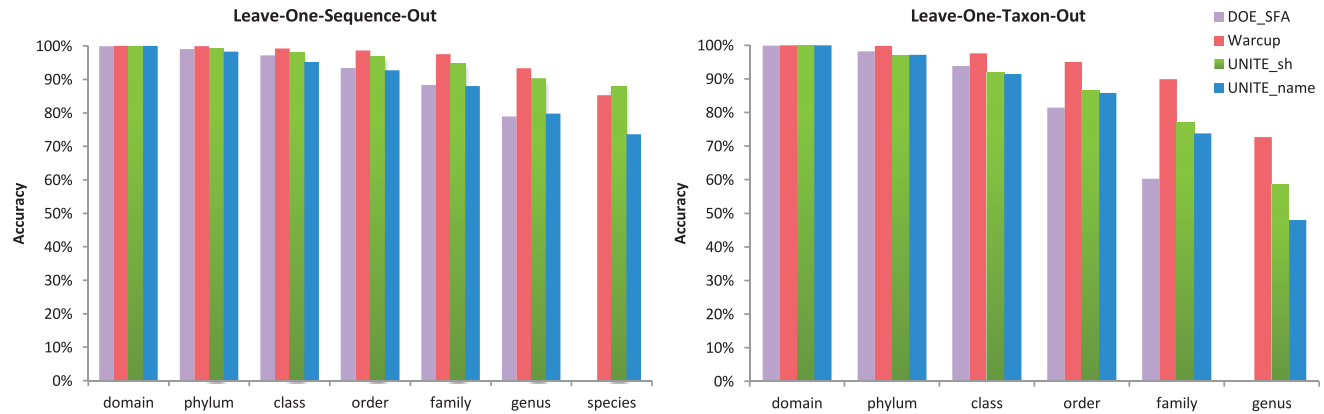 Leave-One-Sequence-Out
Accuracy
100%
90%
80%
70%
60%
50%
40%
30%
20%
10%
0%
domain phylum class order family genus species
Leave-One-Taxon-Out
DOE_SFA
Warcup
UNITE_sh
UNITE_name
Accuracy
100%
90%
80%
70%
60%
50%
40%
30%
20%
10%
0%
domain phylum class order family genus